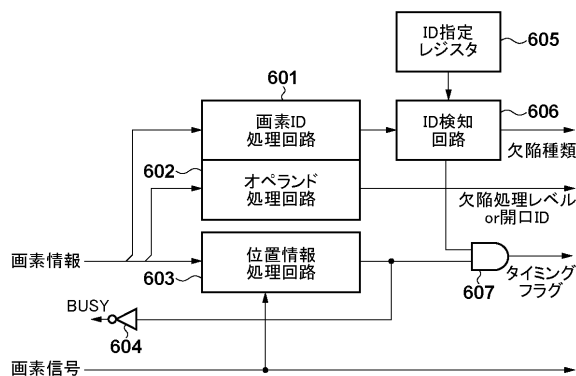 ID指定
レジスタ
605
601
606
画素ID
処理回路
ID検知
回路
欠陥種類
602
オペランド
処理回路
欠陥処理レベル
or開口ID
画素情報
603
位置情報
処理回路
607
タイミング
フラグ
BUSY
604
画素信号